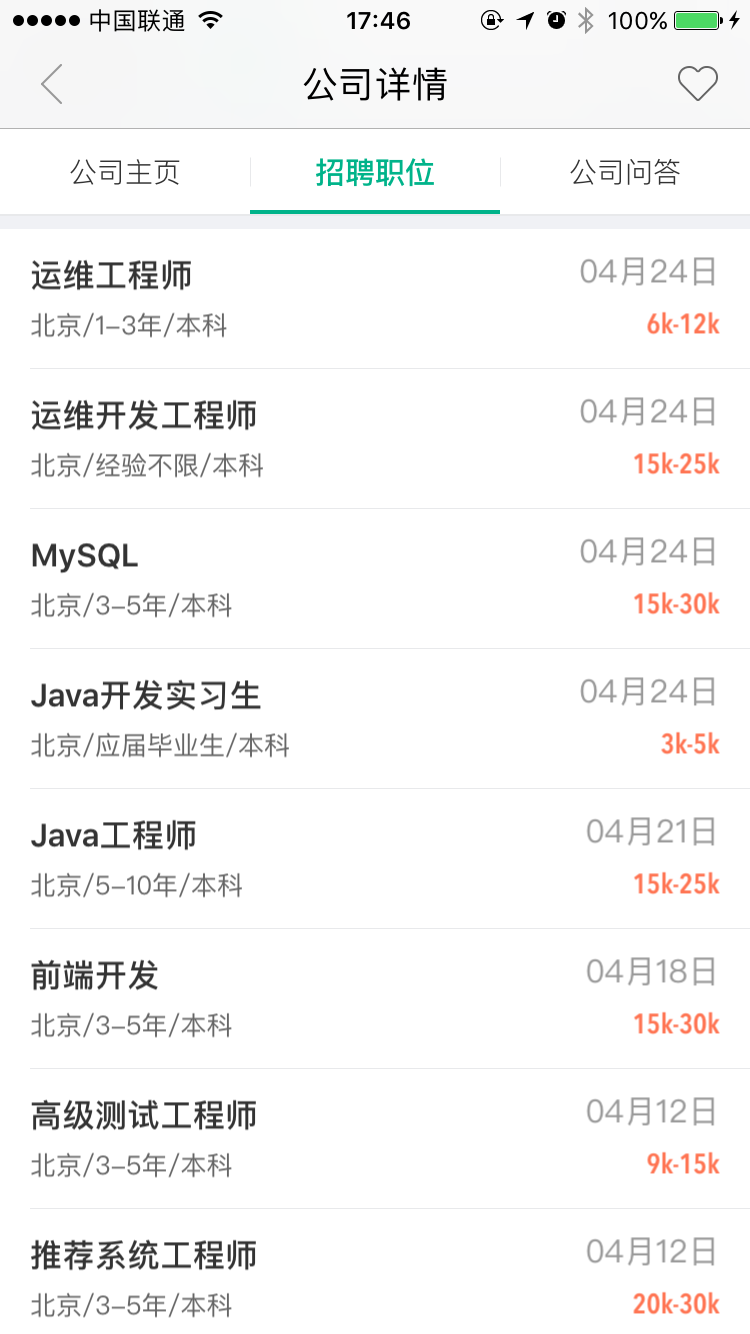 中国联通 17:46 100%
公司详情
公司主页 招聘职位 公司问答
运维工程师 04月24日
北京/1-3年/本科 6k-12k
运维开发工程师 04月24日
北京/经验不限/本科 15k-25k
MySQL 04月24日
北京/3-5年/本科 15k-30k
Java开发实习生 04月24日
北京/应届毕业生/本科 3k-5k
Java工程师 04月21日
北京/5-10年/本科 15k-25k
前端开发 04月18日
北京/3-5年/本科 15k-30k
高级测试工程师 04月12日
北京/3-5年/本科 9k-15k
推荐系统工程师 04月12日
北京/3-5年/本科 20k-30k